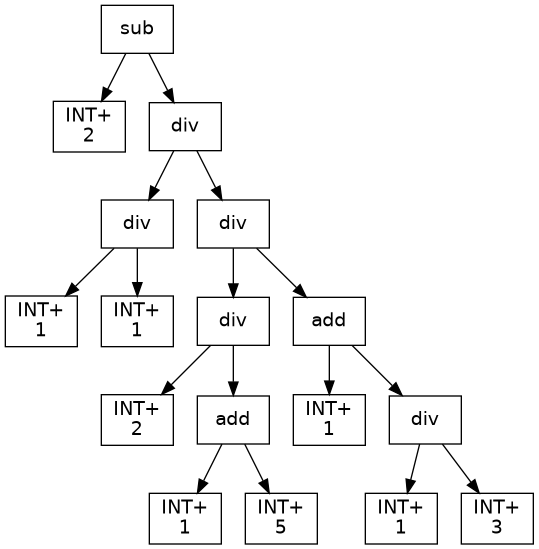 sub
INT+
2
div
div
div
INT+
1
INT+
1
div
add
INT+
2
add
INT+
1
div
INT+
1
INT+
5
INT+
1
INT+
3